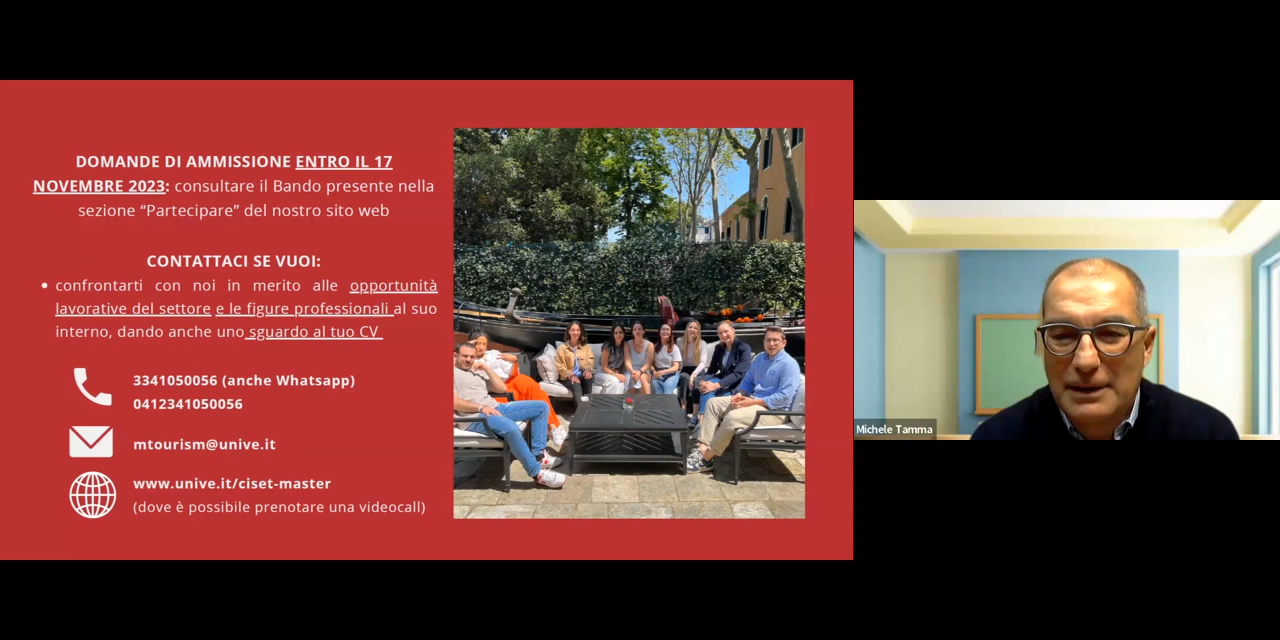 DOMANDE DI AMMISSIONE ENTRO IL 17
NOVEMBRE 2023: consultare il Bando presente nella
sezione “Partecipare” del nostro sito web
CONTATTACI SE VUOI:
• confrontarti con noi in merito alle opportunità
lavorative del settore e le figure professionali al suo
interno, dando anche uno sguardo al tuo CV
3341050056 (anche Whatsapp)
0412341050056
mtourism@unive.it
www.unive.it/ciset-master
(dove è possibile prenotare una videocall)
Michele Tamma